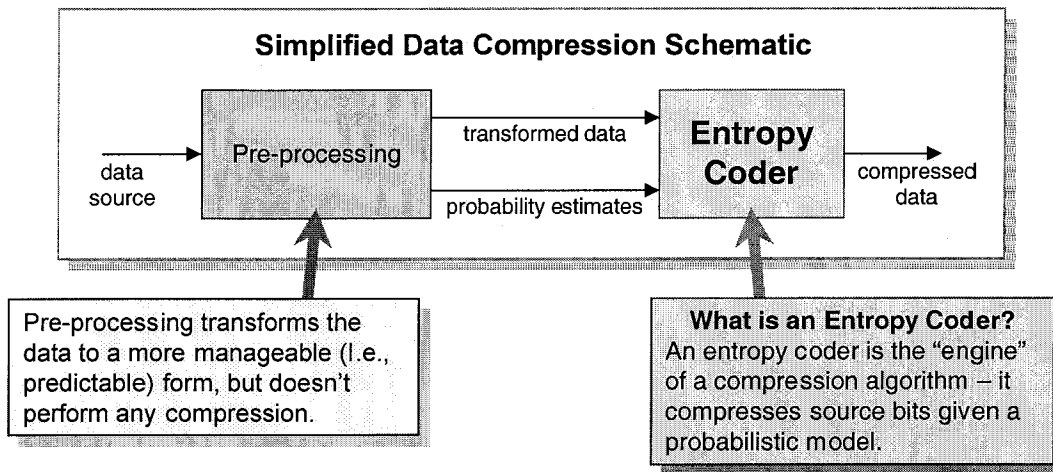 Simplified Data Compression Schematic
data
source
Pre-processing
transformed data
probability estimates
Entropy
Coder
compressed
data
Pre-processing transforms the
data to a more manageable (I.e.,
predictable) form, but doesn't
perform any compression.
What is an Entropy Coder?
An entropy coder is the “engine”
of a compression algorithm – it
compresses source bits given a
probabilistic model.